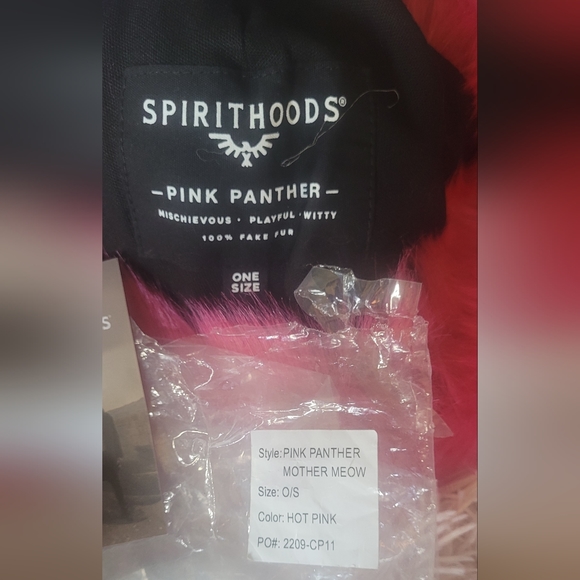 SPIRITHOODS®
-PINK PANTHER-
MISCHIEVOUS · PLAYFUL · WITTY
100% FAKE FUR
ONE
SIZE
S
Style: PINK PANTHER
MOTHER MEOW
Size: O/S
Color: HOT PINK
PO#: 2209-CP11